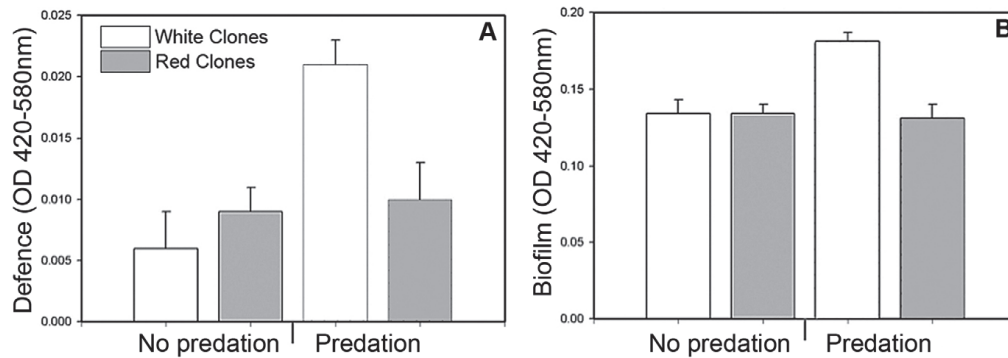 A
White Clones
Red Clones
Defence (OD 420-580nm)
0.025
0.020
0.015
0.010
0.005
0.000
No predation Predation
B
Biofilm (OD 420-580nm)
0.20
0.15
0.10
0.05
0.00
No predation Predation